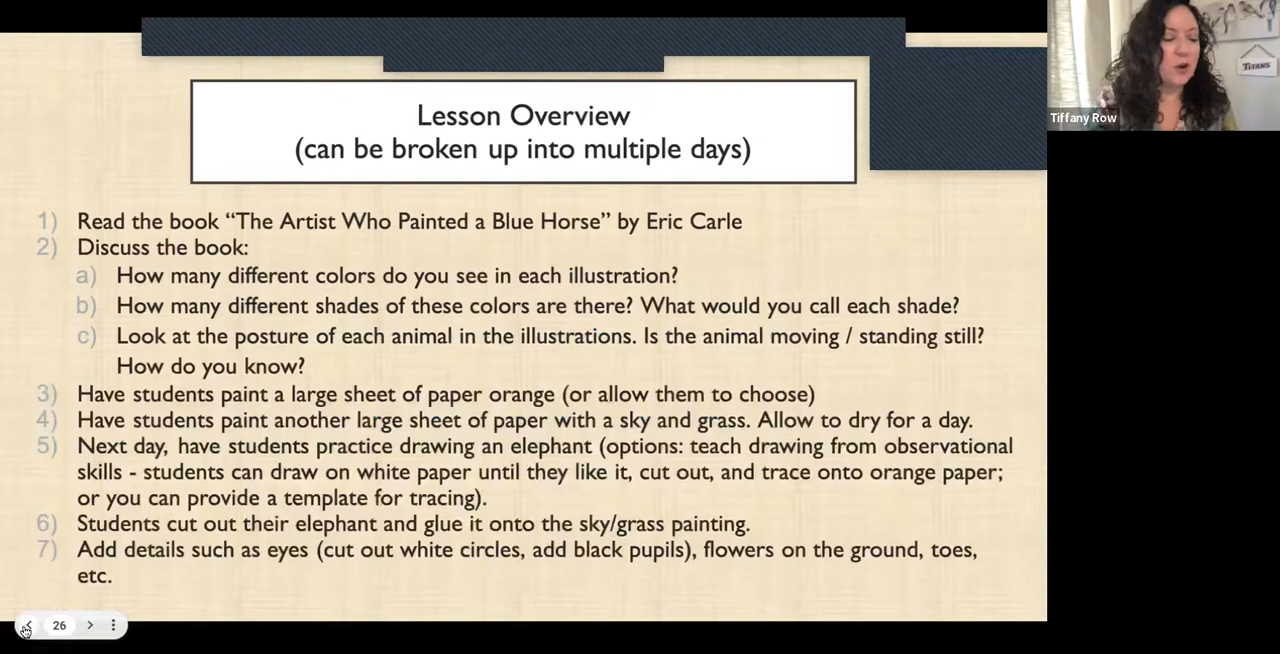 TITANS
Tiffany Row
Lesson Overview
(can be broken up into multiple days)
1) Read the book “The Artist Who Painted a Blue Horse” by Eric Carle
2) Discuss the book:
a) How many different colors do you see in each illustration?
b) How many different shades of these colors are there? What would you call each shade?
c) Look at the posture of each animal in the illustrations. Is the animal moving / standing still?
How do you know?
3) Have students paint a large sheet of paper orange (or allow them to choose)
4) Have students paint another large sheet of paper with a sky and grass. Allow to dry for a day.
5) Next day, have students practice drawing an elephant (options: teach drawing from observational
skills - students can draw on white paper until they like it, cut out, and trace onto orange paper;
or you can provide a template for tracing).
6) Students cut out their elephant and glue it onto the sky/grass painting.
7) Add details such as eyes (cut out white circles, add black pupils), flowers on the ground, toes,
etc.
26